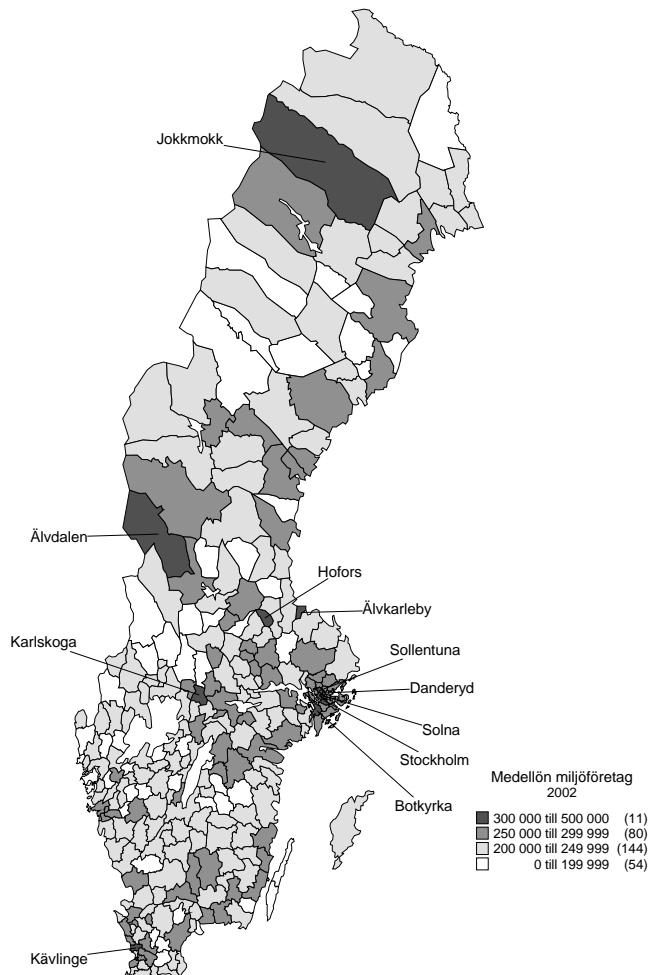 Jokkmokk
Älvdalen
Hofors
Älvkarleby
Karlskoga
Sollentuna
Danderyd
Solna
Stockholm
Botkyrka
Medellön miljöföretag
2002
300 000 till 500 000 (11)
250 000 till 299 999 (80)
200 000 till 249 999 (144)
0 till 199 999 (54)
Kävlinge